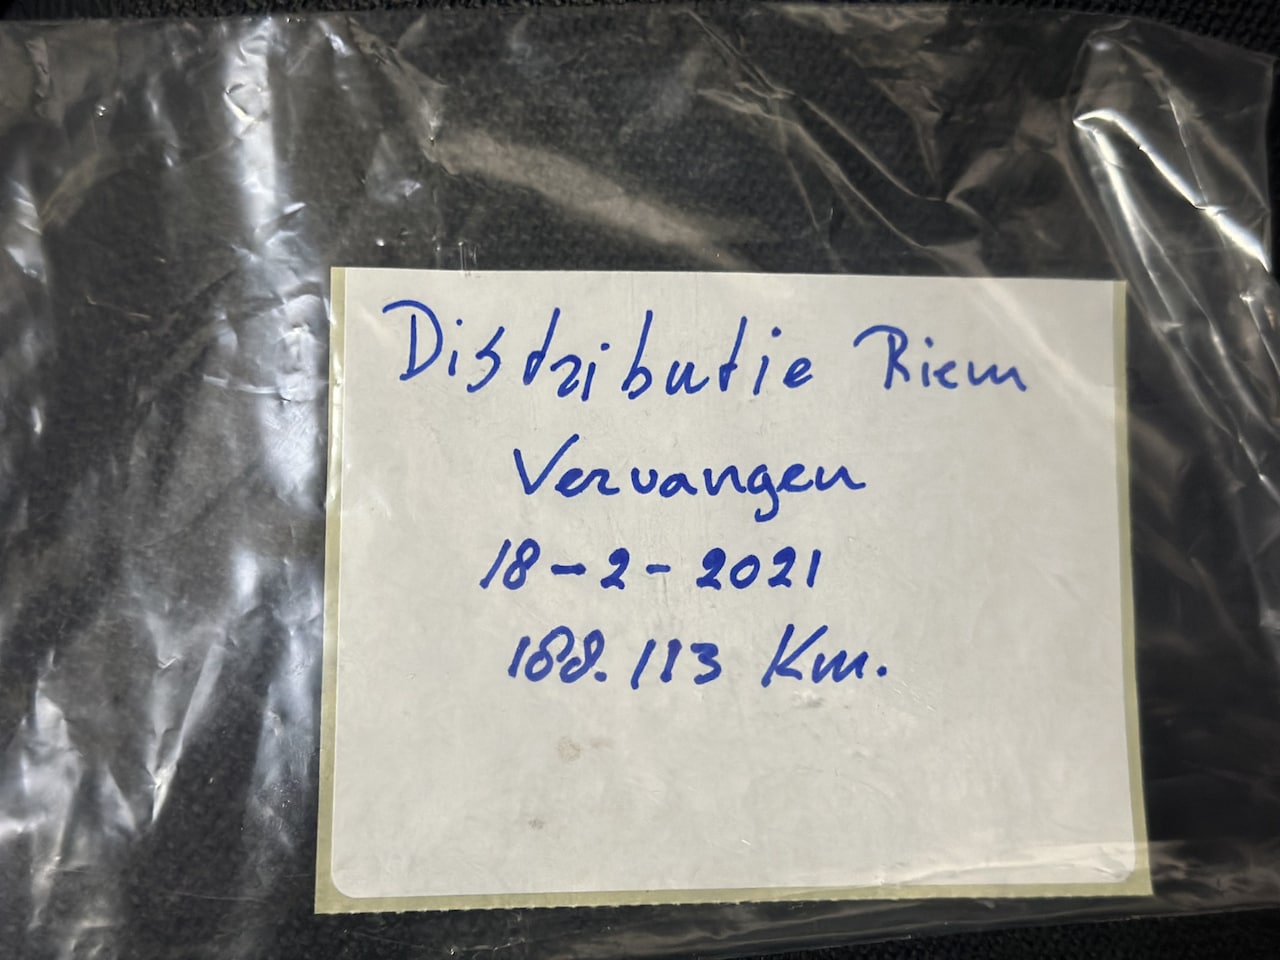 Distributie Riem
Vervangen
18-2-2021
188.113 Km.